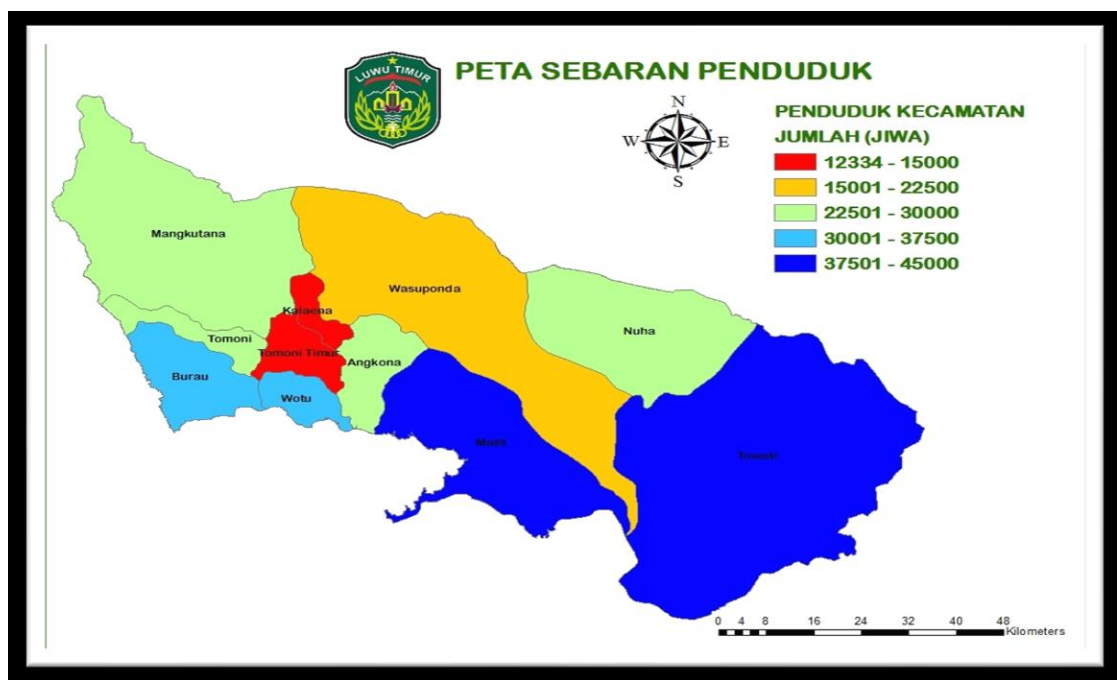 LUWU TIMUR
PETA SEBARAN PENDUDUK
N
W E
S
PENDUDUK KECAMATAN
JUMLAH (JIWA)
12334 - 15000
15001 - 22500
22501 - 30000
30001 - 37500
37501 - 45000
Mangkutana
Wasuponda
Kalaena
Nuha
Tomoni
Tomoni Timur
Angkona
Burau
Wotu
Malili
Towuti
0 4 8 16 24 32 40 48
Kilometers